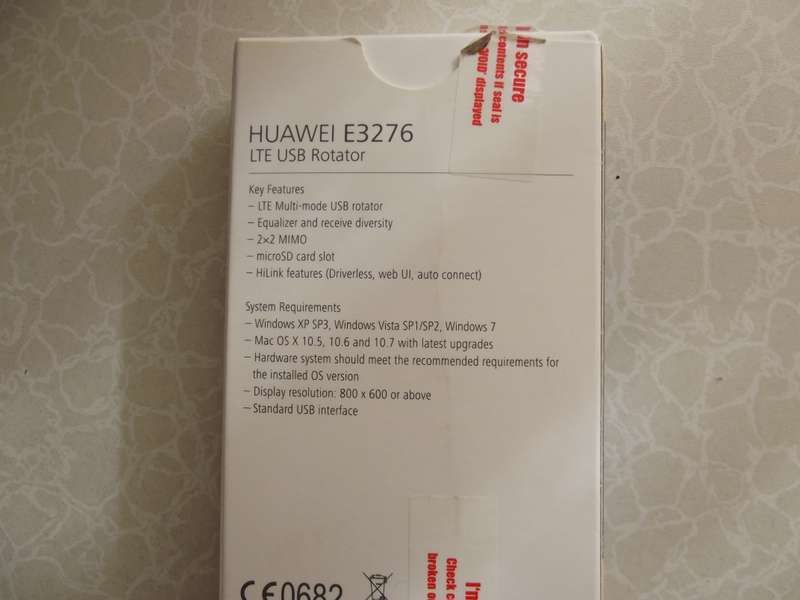 HUAWEI E3276
LTE USB Rotator
Key Features
– LTE Multi-mode USB rotator
– Equalizer and receive diversity
– 2×2 MIMO
– microSD card slot
– HiLink features (Driverless, web UI, auto connect)
System Requirements
– Windows XP SP3, Windows Vista SP1/SP2, Windows 7
– Mac OS X 10.5, 10.6 and 10.7 with latest upgrades
– Hardware system should meet the recommended requirements for
the installed OS version
– Display resolution: 800 x 600 or above
– Standard USB interface
CE0682
I'm secure
contents if seal is
'VOID' displayed
I'm
Check
broken